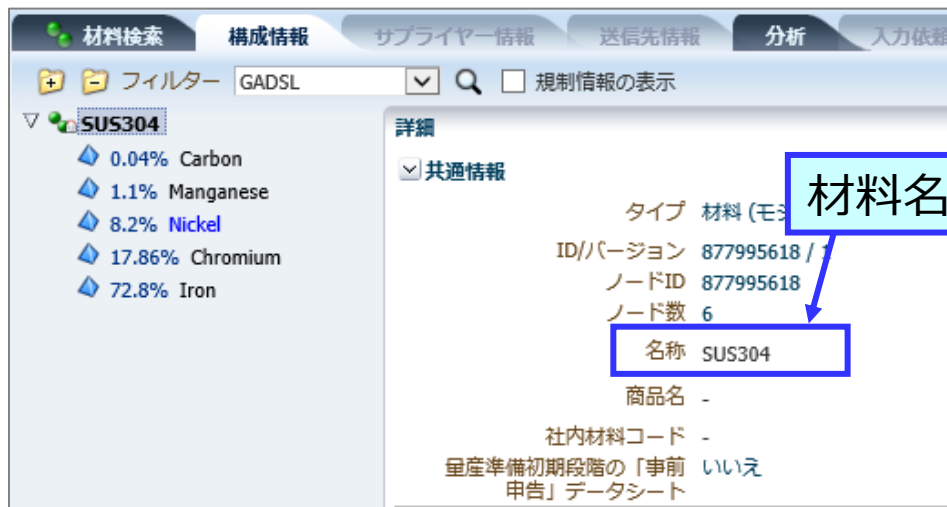 材料検索 構成情報 サプライヤー情報 送信先情報 分析 入力依頼
フィルター GADSL 規制情報の表示
SUS304
0.04% Carbon
1.1% Manganese
8.2% Nickel
17.86% Chromium
72.8% Iron
詳細
共通情報
材料名
タイプ 材料 (モジ
ID/バージョン 877995618 / 1
ノードID 877995618
ノード数 6
名称 SUS304
商品名 -
社内材料コード -
量産準備初期段階の「事前 いいえ
申告」データシート